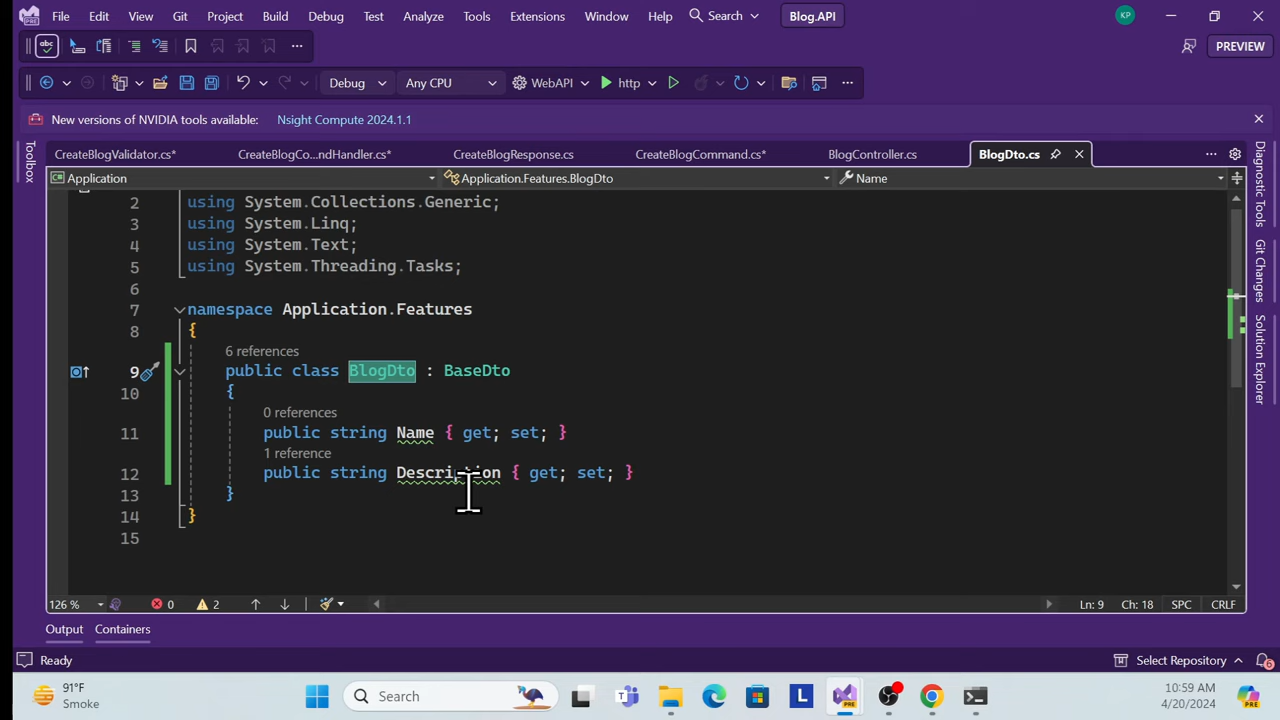 File Edit View Git Project Build Debug Test Analyze Tools Extensions Window Help Search Blog.API KP
abc PREVIEW
Debug Any CPU WebAPI http
New versions of NVIDIA tools available: Nsight Compute 2024.1.1
Toolbox
CreateBlogValidator.cs* CreateBlogCo...ndHandler.cs* CreateBlogResponse.cs CreateBlogCommand.cs* BlogController.cs BlogDto.cs
Application Application.Features.BlogDto Name
2 using System.Collections.Generic;
3 using System.Linq;
4 using System.Text;
5 using System.Threading.Tasks;
6
7 namespace Application.Features
8 {
6 references
9 public class BlogDto : BaseDto
10 {
0 references
11 public string Name { get; set; }
1 reference
12 public string Description { get; set; }
13 }
14 }
15
Diagnostic Tools
Git Changes
Solution Explorer
126 % 0 2 Ln: 9 Ch: 18 SPC CRLF
Output Containers
Ready Select Repository 6
91°F
Smoke
Search
L
PRE
10:59 AM
4/20/2024
PRE